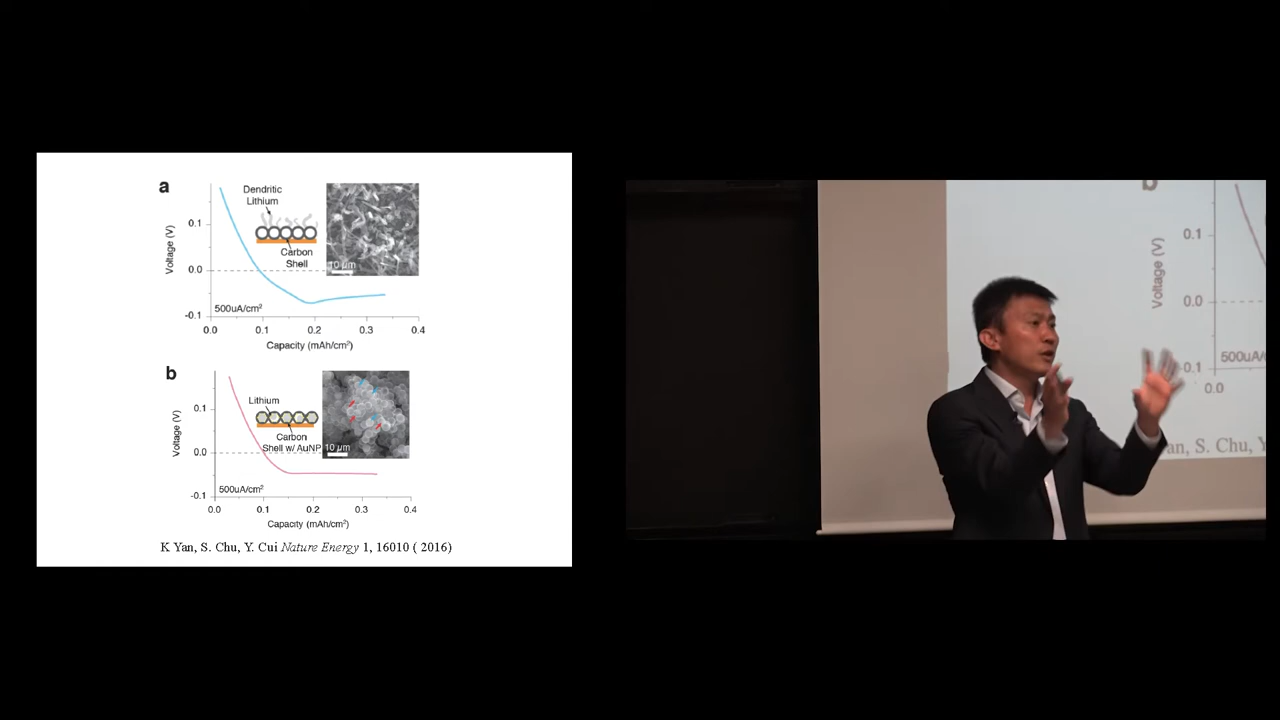 a
Dendritic
Lithium
0.1
0.0
-0.1
Voltage (V)
Carbon
Shell
10 µm
500uA/cm²
0.0 0.1 0.2 0.3 0.4
Capacity (mAh/cm²)
b
Lithium
0.1
0.0
-0.1
Voltage (V)
Carbon
Shell w/ AuNP
10 µm
500uA/cm²
0.0 0.1 0.2 0.3 0.4
Capacity (mAh/cm²)
K Yan, S. Chu, Y. Cui Nature Energy 1, 16010 ( 2016)
b
0.1
Voltage (V)
0.0
500uA/
0.1
0.0
an, S. Chu, Y